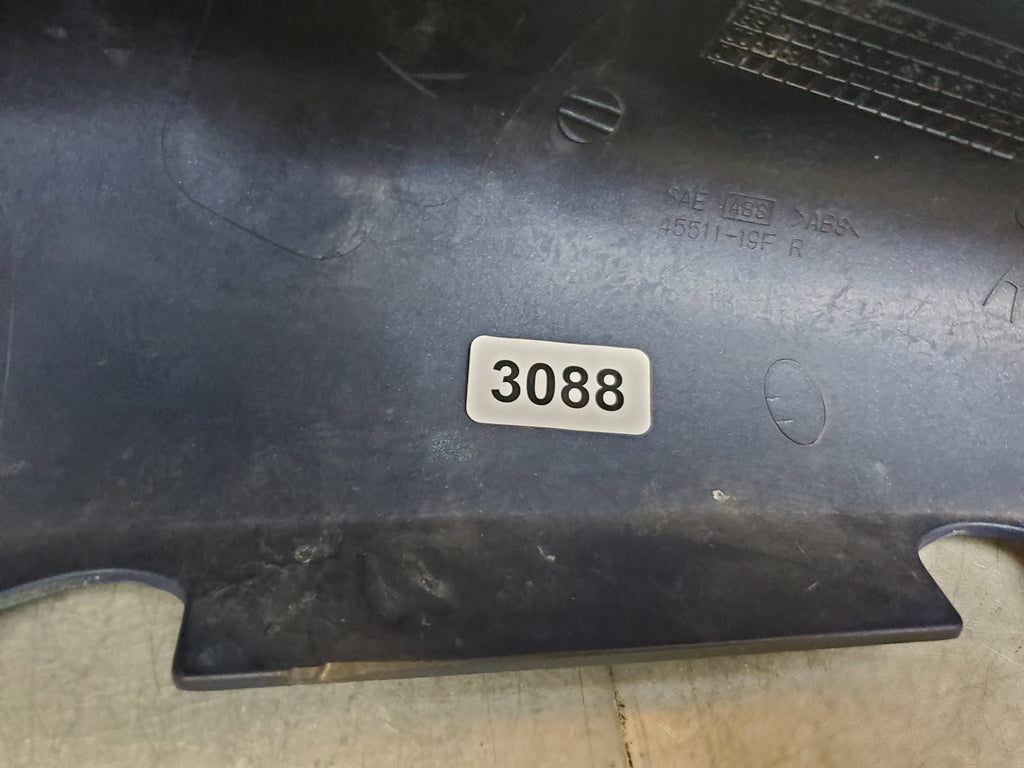 SAE ABS >ABS<
45511-19F R
3088